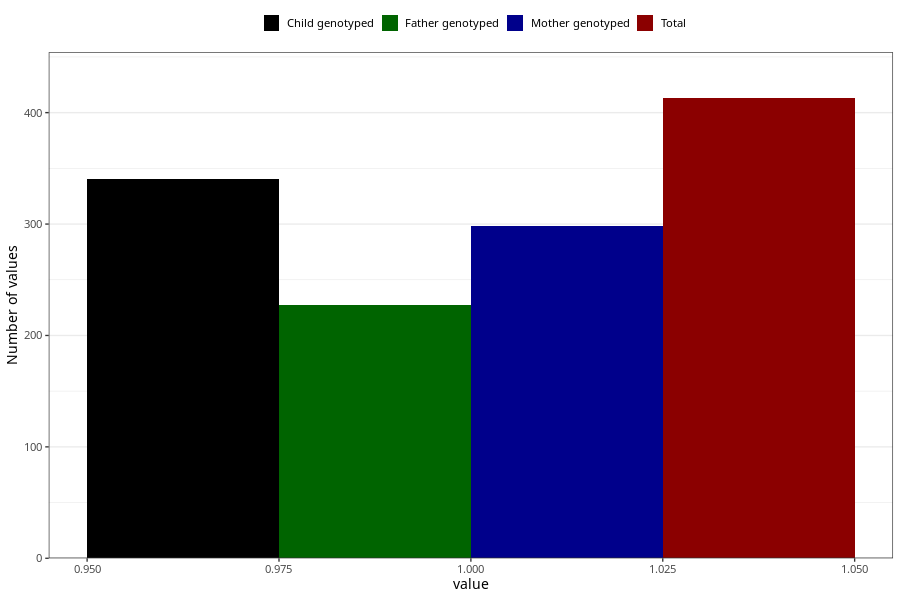 Child genotyped Father genotyped Mother genotyped Total
Number of values
400
300
200
100
0
0.950 0.975 1.000 1.025 1.050
value